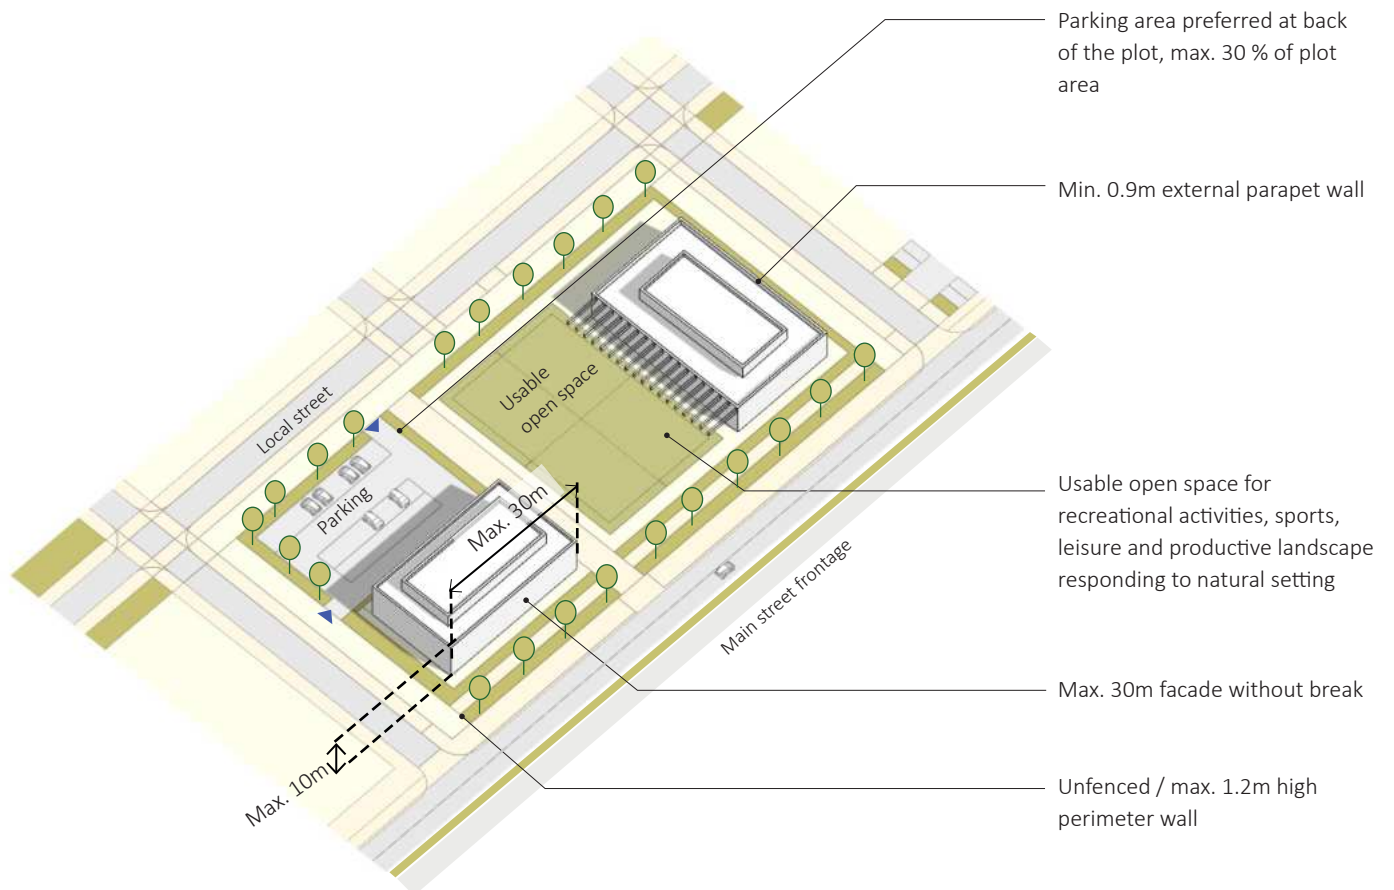 Parking area preferred at back
of the plot, max. 30 % of plot
area
Min. 0.9m external parapet wall
Usable
open space
Local street
Parking
Max. 30m
Usable open space for
recreational activities, sports,
leisure and productive landscape
responding to natural setting
Main street frontage
Max. 30m facade without break
Max. 10m
Unfenced / max. 1.2m high
perimeter wall